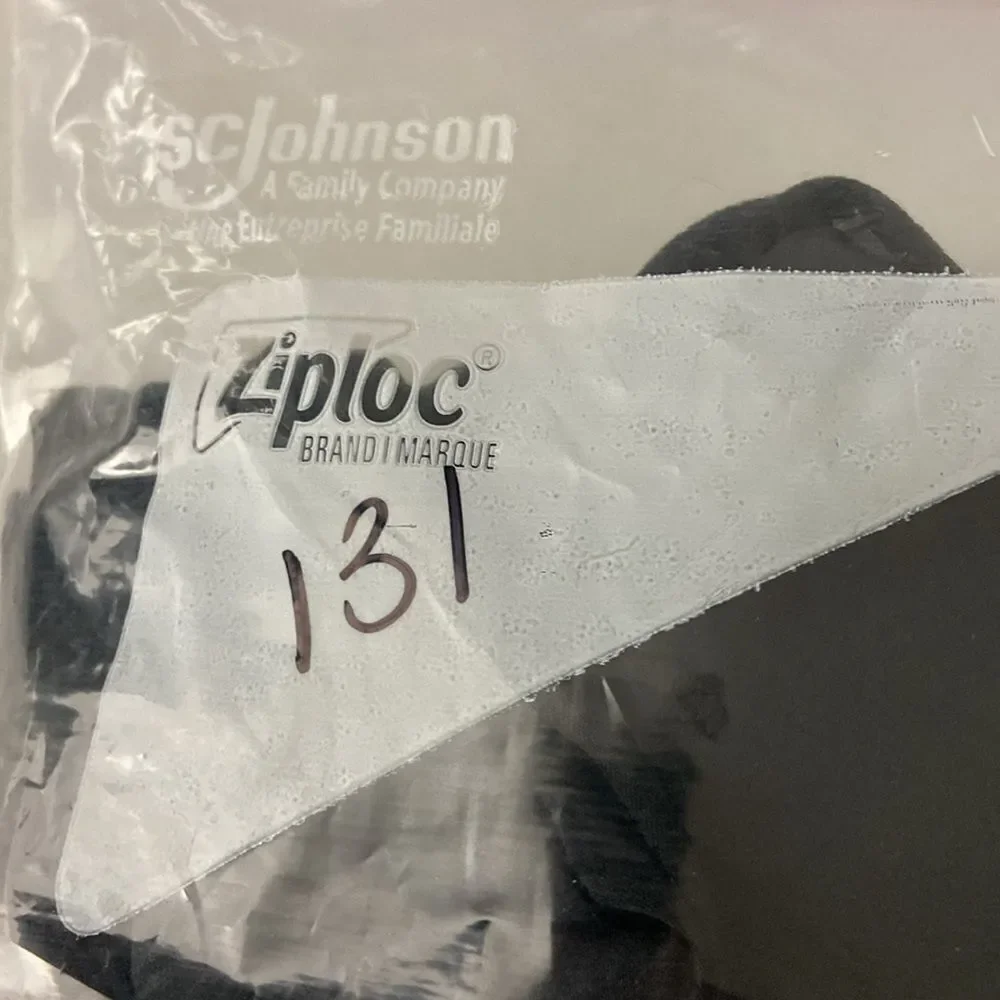 SCJohnson
A Family Company
Une Entreprise Familiale
Ziploc®
BRAND | MARQUE
131